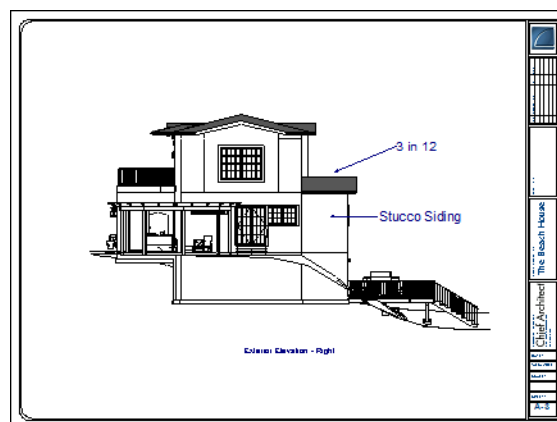 3 in 12
Stucco Siding
Exterior Elevation - Right
The Beach House
Chief Architect
A-3